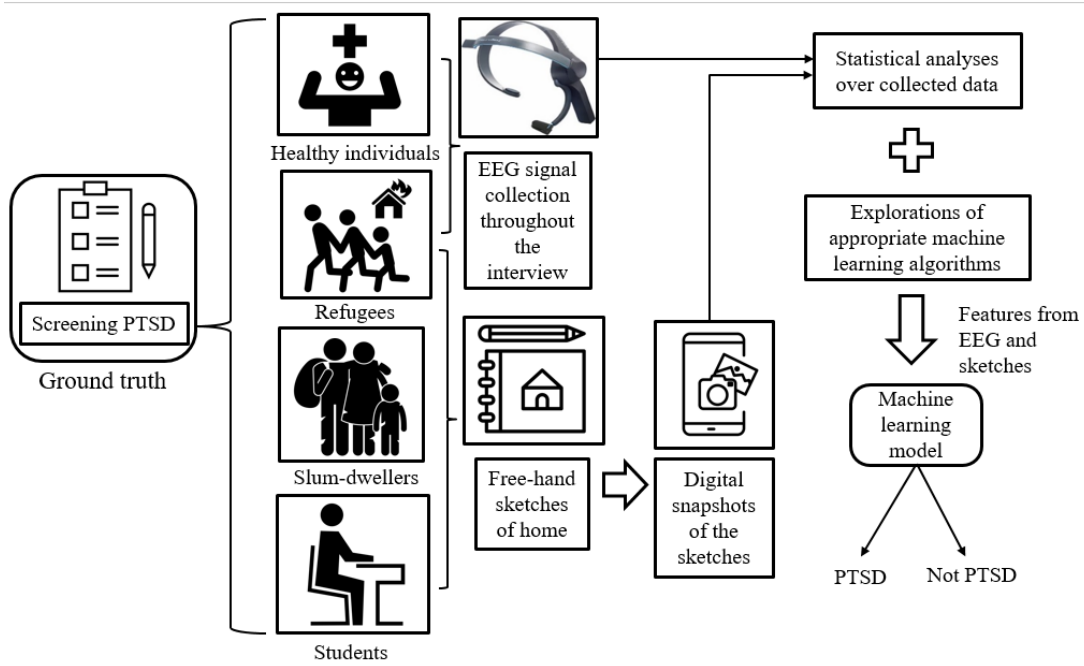 Screening PTSD
Ground truth
Healthy individuals
Refugees
Slum-dwellers
Students
EEG signal
collection
throughout
the
interview
Free-hand
sketches
of home
Digital
snapshots
of the
sketches
Statistical analyses
over collected data
Explorations of
appropriate machine
learning algorithms
Features from
EEG and
sketches
Machine
learning
model
PTSD
Not PTSD